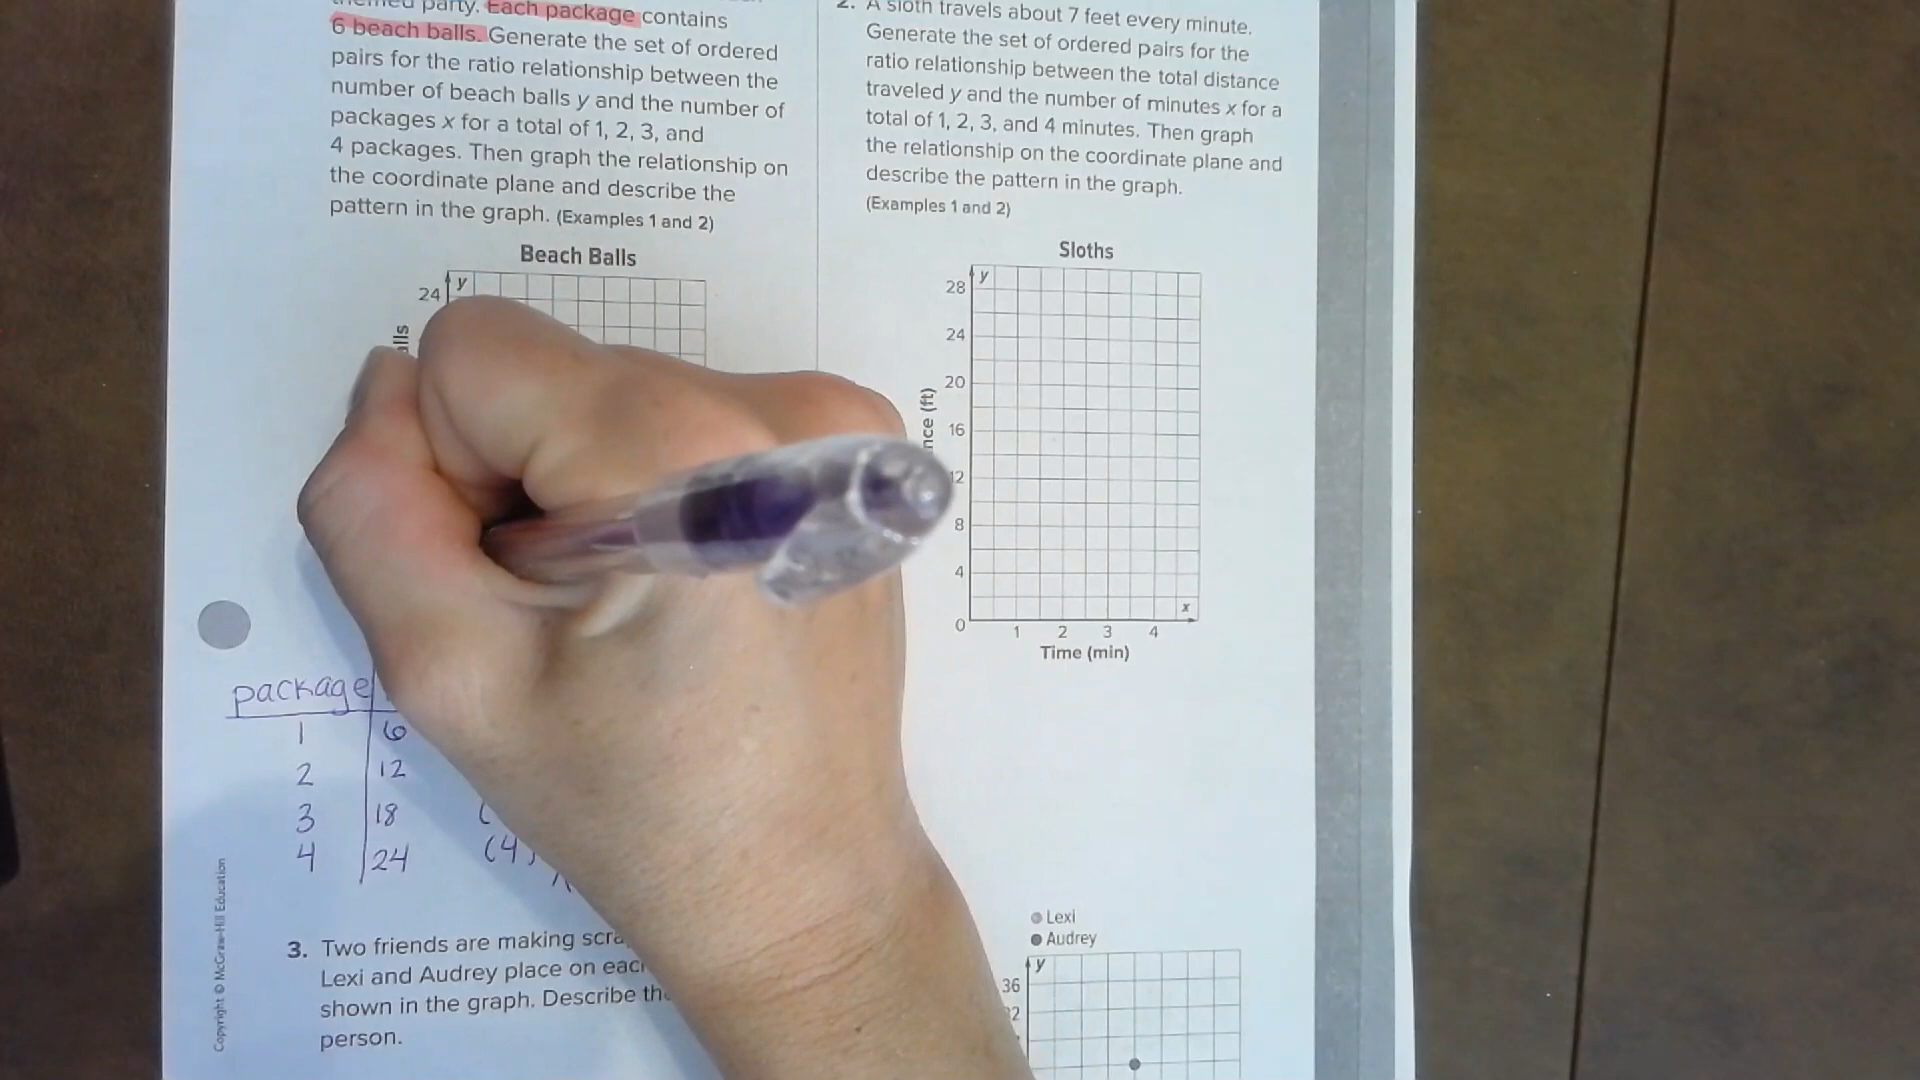 party. Each package contains
6 beach balls. Generate the set of ordered
pairs for the ratio relationship between the
number of beach balls y and the number of
packages x for a total of 1, 2, 3, and
4 packages. Then graph the relationship on
the coordinate plane and describe the
pattern in the graph. (Examples 1 and 2)
Beach Balls
y
24
package
1 6
2 12
3 18 (
4 24 (4,
2. A sloth travels about 7 feet every minute.
Generate the set of ordered pairs for the
ratio relationship between the total distance
traveled y and the number of minutes x for a
total of 1, 2, 3, and 4 minutes. Then graph
the relationship on the coordinate plane and
describe the pattern in the graph.
(Examples 1 and 2)
Sloths
y
28
24
20
16
12
8
4
0
1 2 3 4
x
Time (min)
(ft)
3. Two friends are making
Lexi and Audrey place on
shown in the graph. Describe
person.
Lexi
Audrey
y
36
Copyright © McGraw-Hill Education